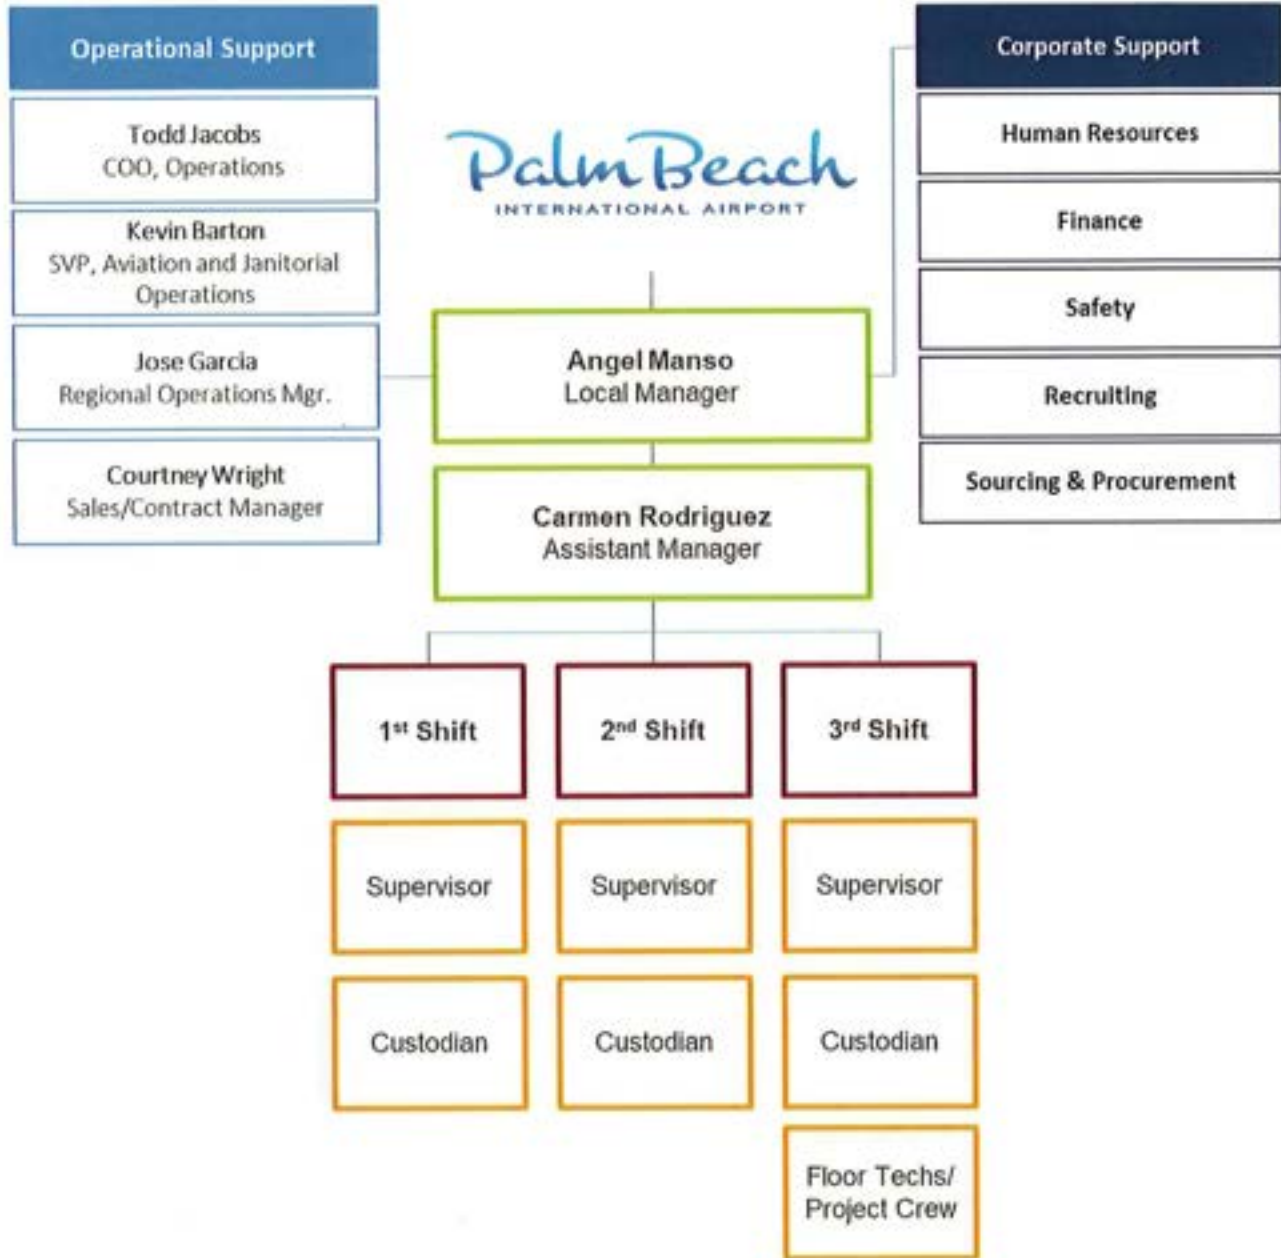 Operational Support
Todd Jacobs
COO, Operations
Kevin Barton
SVP, Aviation and Janitorial
Operations
Jose Garcia
Regional Operations Mgr.
Courtney Wright
Sales/Contract Manager
Palm Beach
INTERNATIONAL AIRPORT
Corporate Support
Human Resources
Finance
Safety
Recruiting
Sourcing & Procurement
Angel Manso
Local Manager
Carmen Rodriguez
Assistant Manager
1st Shift
2nd Shift
3rd Shift
Supervisor
Supervisor
Supervisor
Custodian
Custodian
Custodian
Floor Techs/
Project Crew